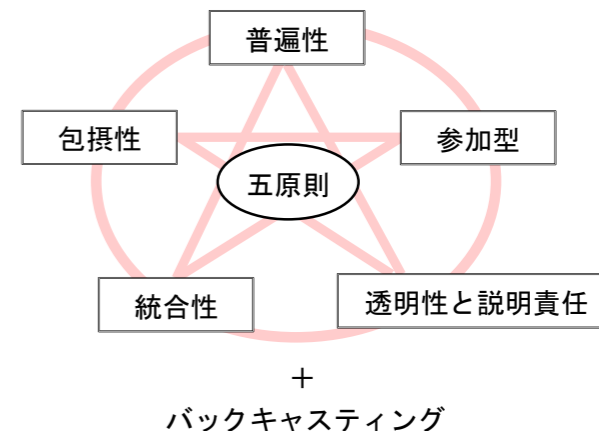 普遍性
包摂性
参加型
五原則
統合性
透明性と説明責任
＋
バックキャスティング